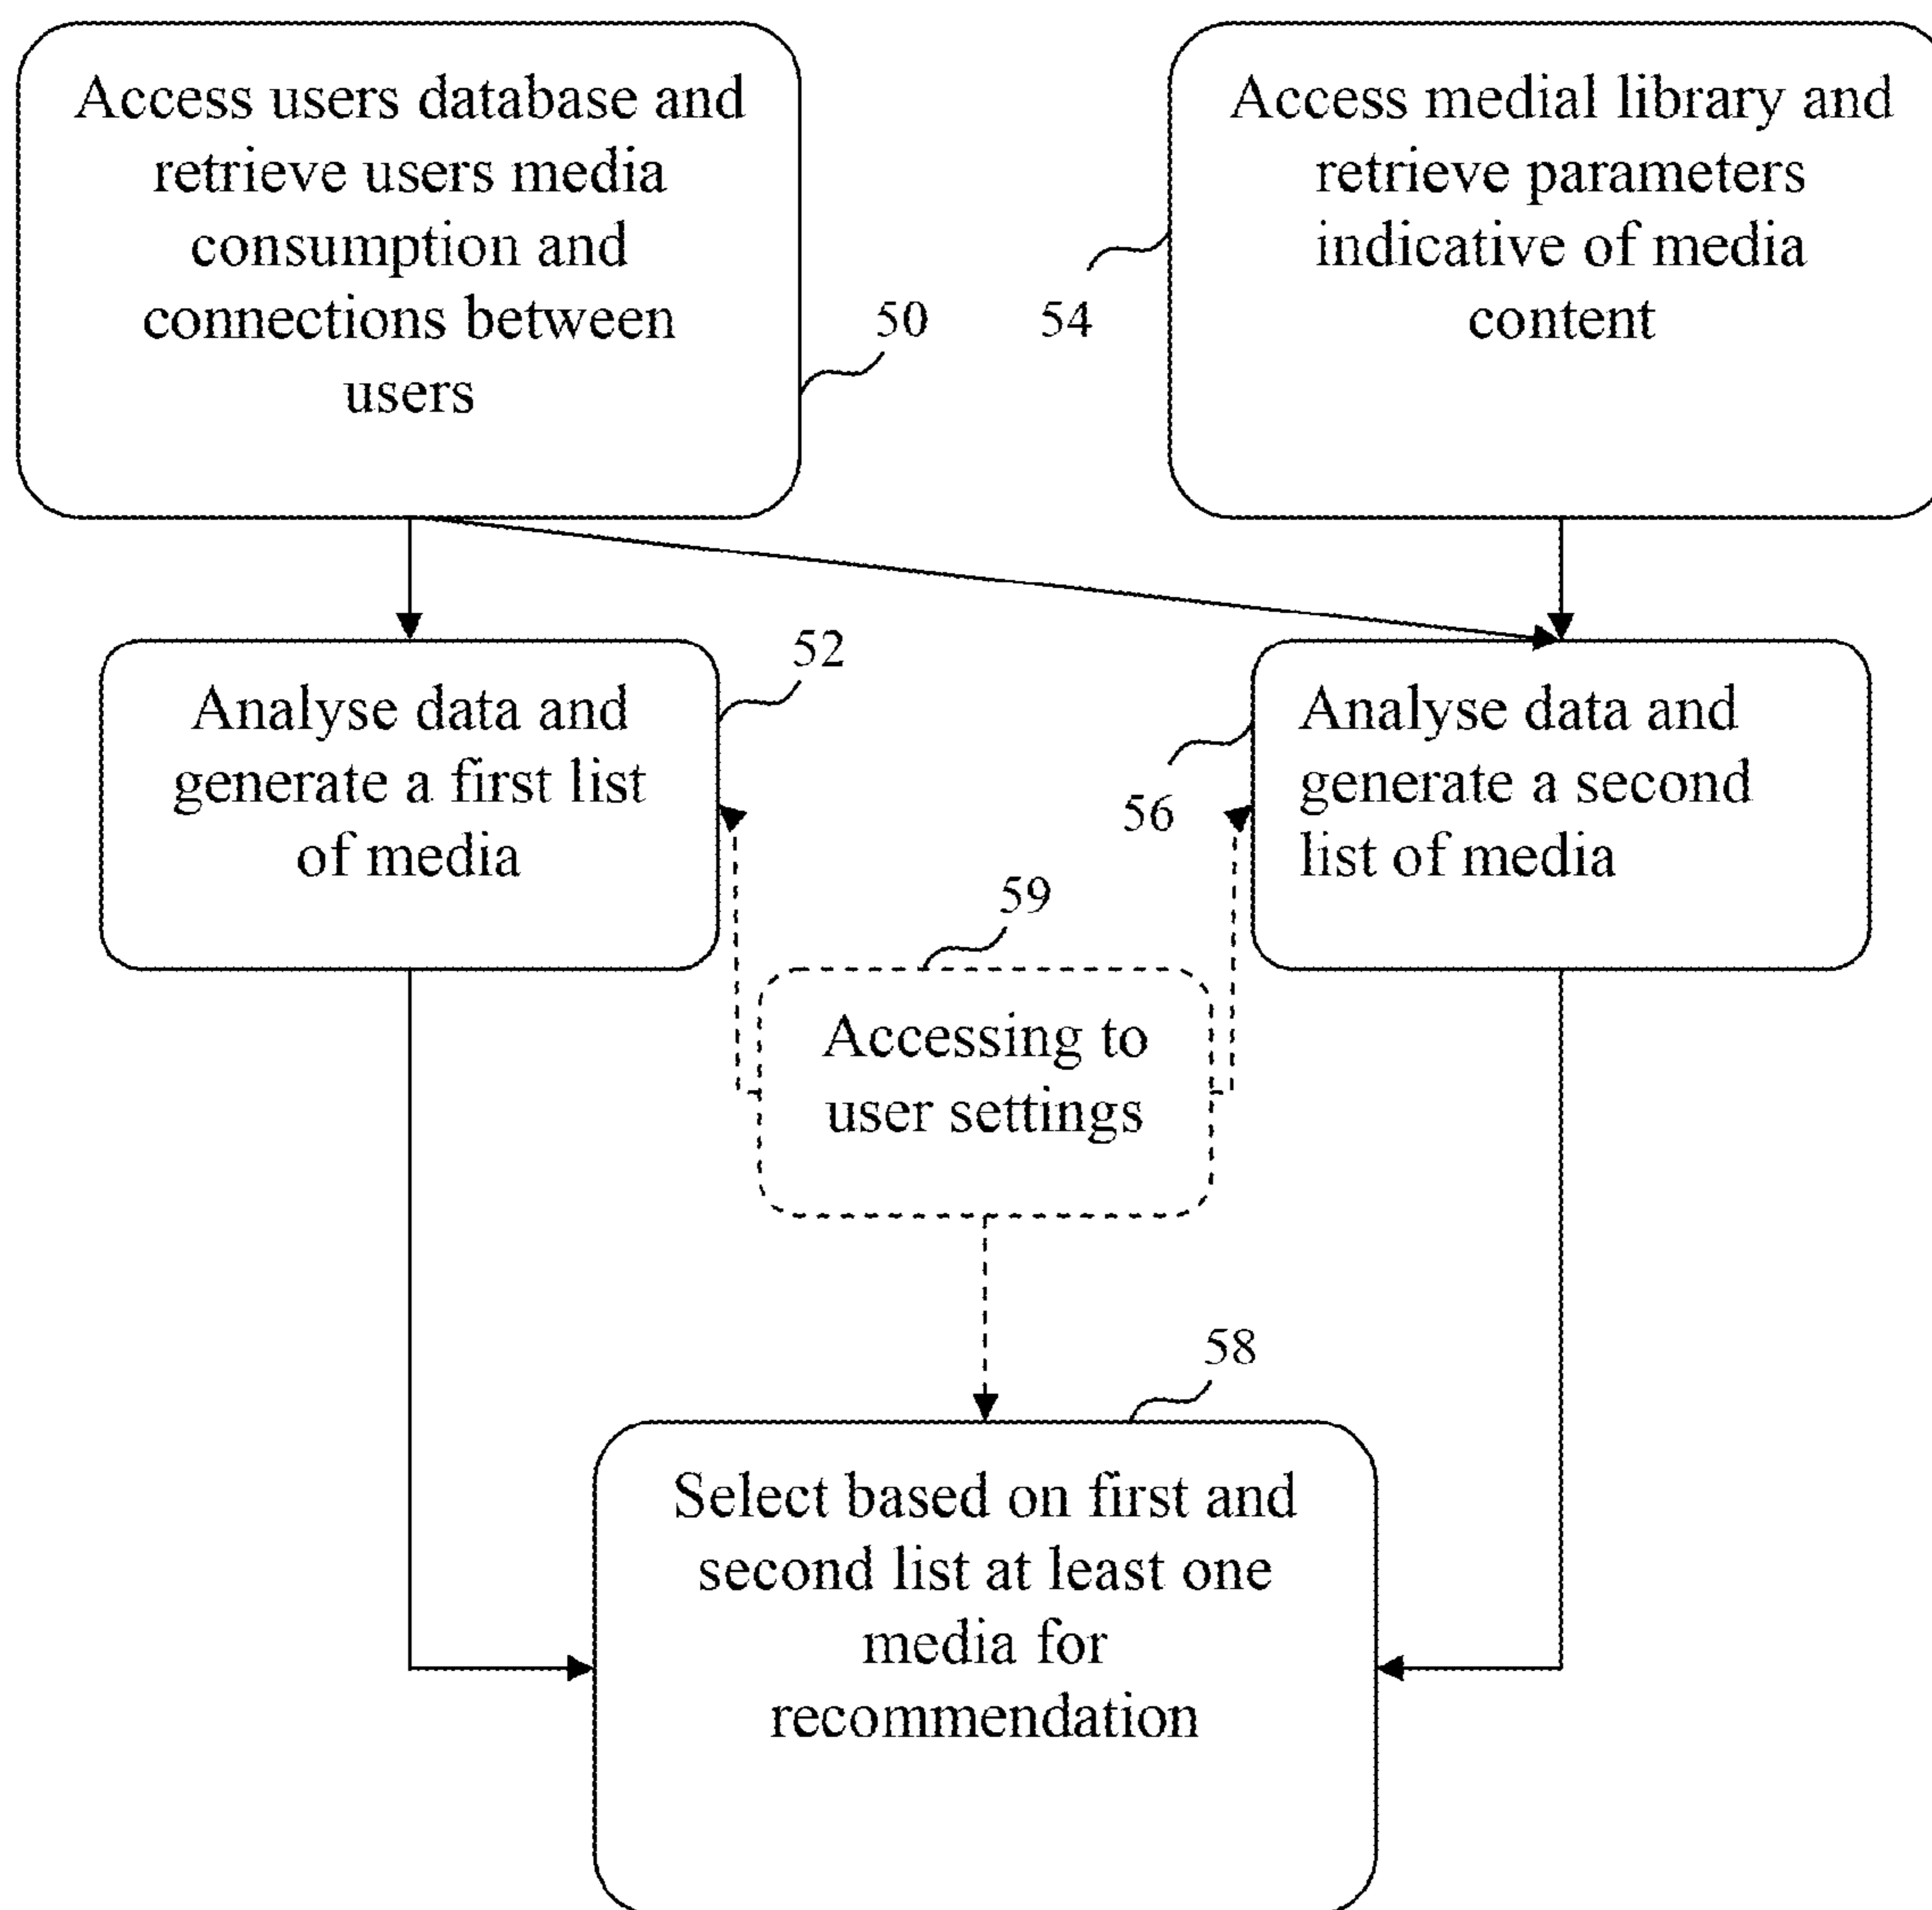 Access users database and
retrieve users media
consumption and
connections between
users
50
Access medial library and
retrieve parameters
indicative of media
content
54
Analyse data and
generate a first list
of media
52
Analyse data and
generate a second
list of media
56
59
Accessing to
user settings
58
Select based on first and
second list at least one
media for
recommendation